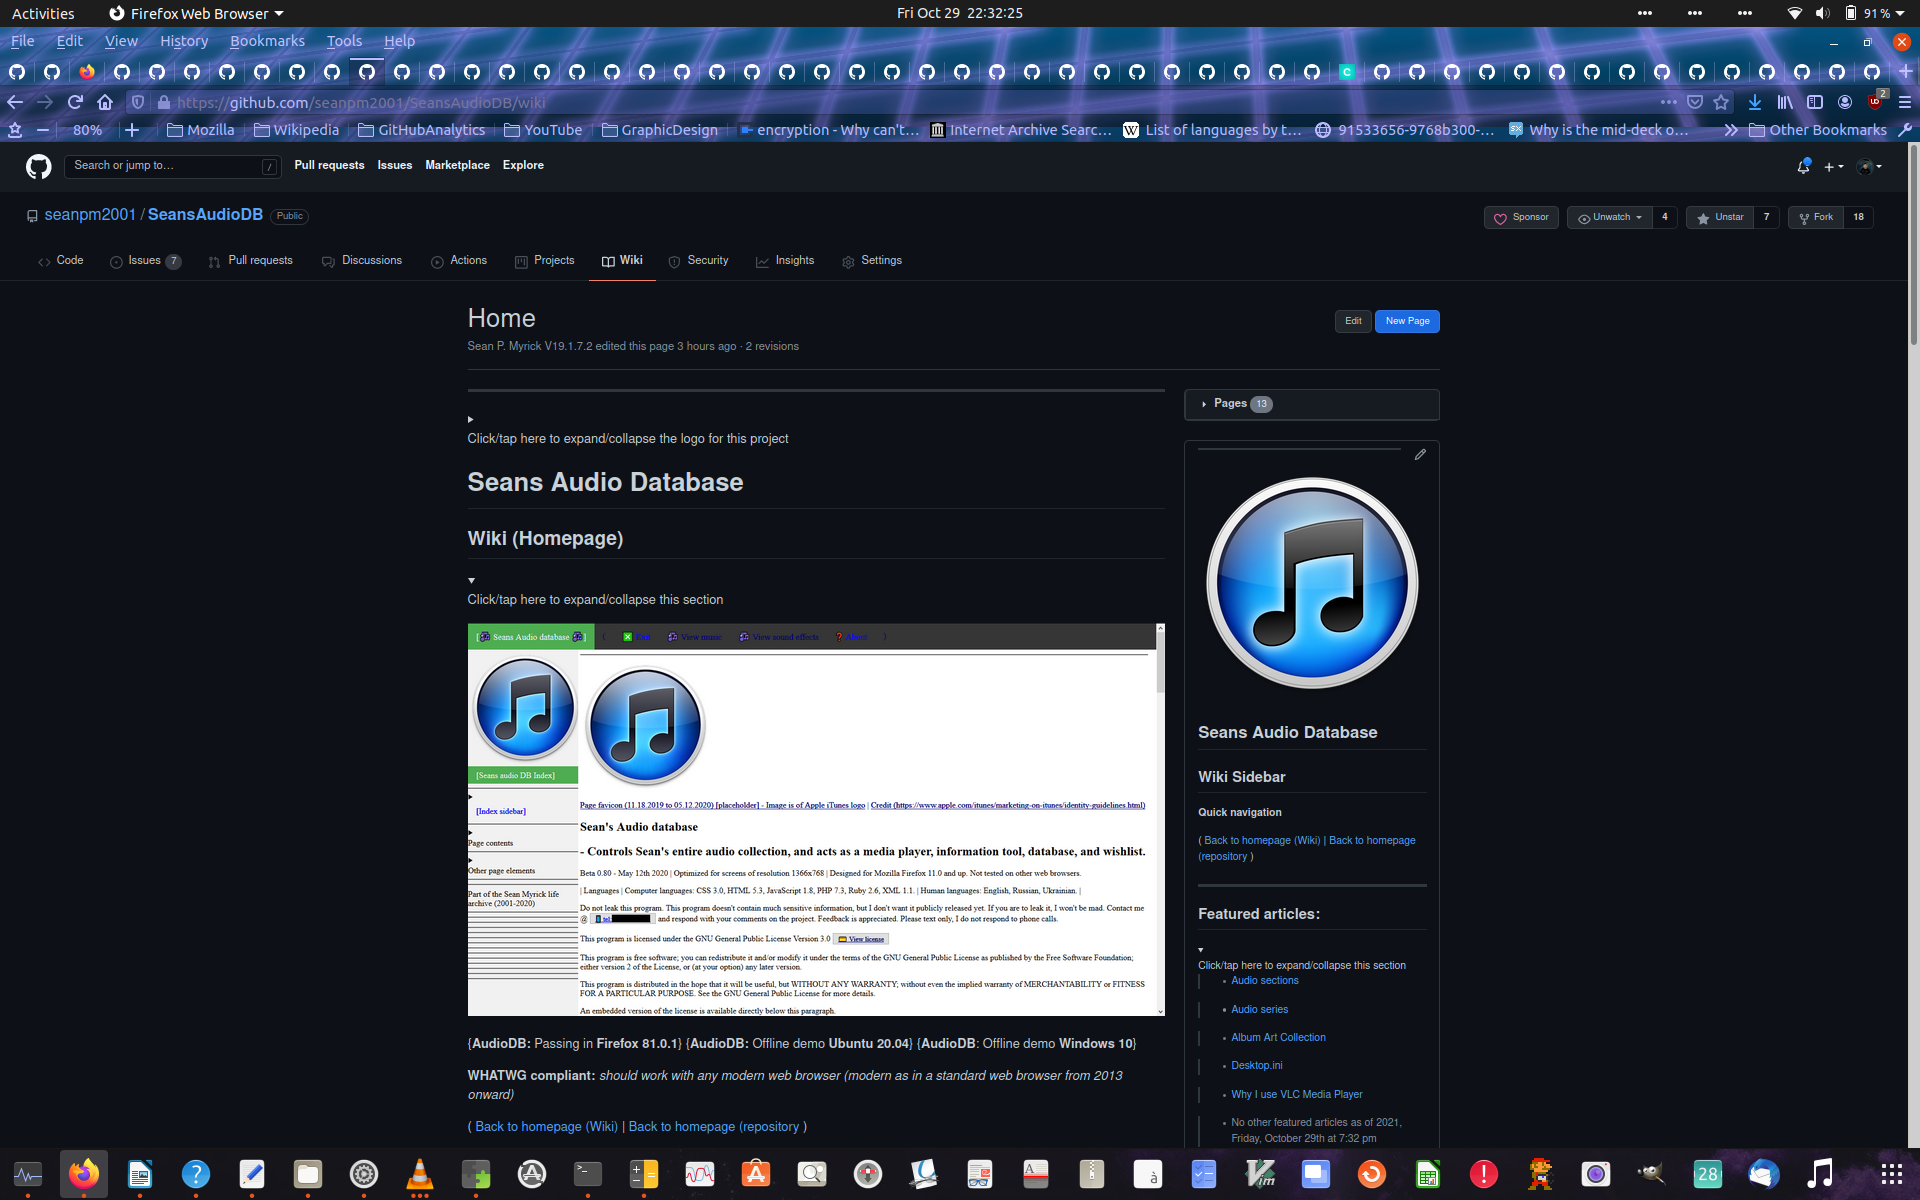 Activities
Firefox Web Browser
Fri Oct 29 22:32:25
91 %
File Edit View History Bookmarks Tools Help
https://github.com/seanpm2001/SeansAudioDB/wiki
2
80%
Mozilla
Wikipedia
GitHubAnalytics
YouTube
GraphicDesign
encryption - Why can't…
Internet Archive Searc…
List of languages by t…
91533656-9768b300-…
Why is the mid-deck o…
Other Bookmarks
Search or jump to…
/
Pull requests
Issues
Marketplace
Explore
seanpm2001 / SeansAudioDB
Public
Sponsor
Unwatch 4
Unstar 7
Fork 18
Code
Issues 7
Pull requests
Discussions
Actions
Projects
Wiki
Security
Insights
Settings
Home
Edit
New Page
Sean P. Myrick V19.1.7.2 edited this page 3 hours ago · 2 revisions
Click/tap here to expand/collapse the logo for this project
Seans Audio Database
Wiki (Homepage)
Click/tap here to expand/collapse this section
[ Seans Audio database ]
( Exit View music View sound effects ? About )
[Seans audio DB Index]
[Index sidebar]
Page contents
Other page elements
Part of the Sean Myrick life
archive (2001-2020)
Page favicon (11.18.2019 to 05.12.2020) [placeholder] - Image is of Apple iTunes logo | Credit (https://www.apple.com/itunes/marketing-on-itunes/identity-guidelines.html)
Sean's Audio database
- Controls Sean's entire audio collection, and acts as a media player, information tool, database, and wishlist.
Beta 0.80 - May 12th 2020 | Optimized for screens of resolution 1366x768 | Designed for Mozilla Firefox 11.0 and up. Not tested on other web browsers.
| Languages | Computer languages: CSS 3.0, HTML 5.3, JavaScript 1.8, PHP 7.3, Ruby 2.6, XML 1.1. | Human languages: English, Russian, Ukrainian. |
Do not leak this program. This program doesn't contain much sensitive information, but I don't want it publicly released yet. If you are to leak it, I won't be mad. Contact me
@ tel: and respond with your comments on the project. Feedback is appreciated. Please text only, I do not respond to phone calls.
This program is licensed under the GNU General Public License Version 3.0 View license
This program is free software; you can redistribute it and/or modify it under the terms of the GNU General Public License as published by the Free Software Foundation;
either version 2 of the License, or (at your option) any later version.
This program is distributed in the hope that it will be useful, but WITHOUT ANY WARRANTY; without even the implied warranty of MERCHANTABILITY or FITNESS
FOR A PARTICULAR PURPOSE. See the GNU General Public License for more details.
An embedded version of the license is available directly below this paragraph.
{AudioDB: Passing in Firefox 81.0.1} {AudioDB: Offline demo Ubuntu 20.04} {AudioDB: Offline demo Windows 10}
WHATWG compliant: should work with any modern web browser (modern as in a standard web browser from 2013
onward)
( Back to homepage (Wiki) | Back to homepage (repository )
Pages 13
Seans Audio Database
Wiki Sidebar
Quick navigation
( Back to homepage (Wiki) | Back to homepage
(repository )
Featured articles:
Click/tap here to expand/collapse this section
• Audio sections
• Audio series
• Album Art Collection
• Desktop.ini
• Why I use VLC Media Player
• No other featured articles as of 2021,
Friday, October 29th at 7:32 pm
28